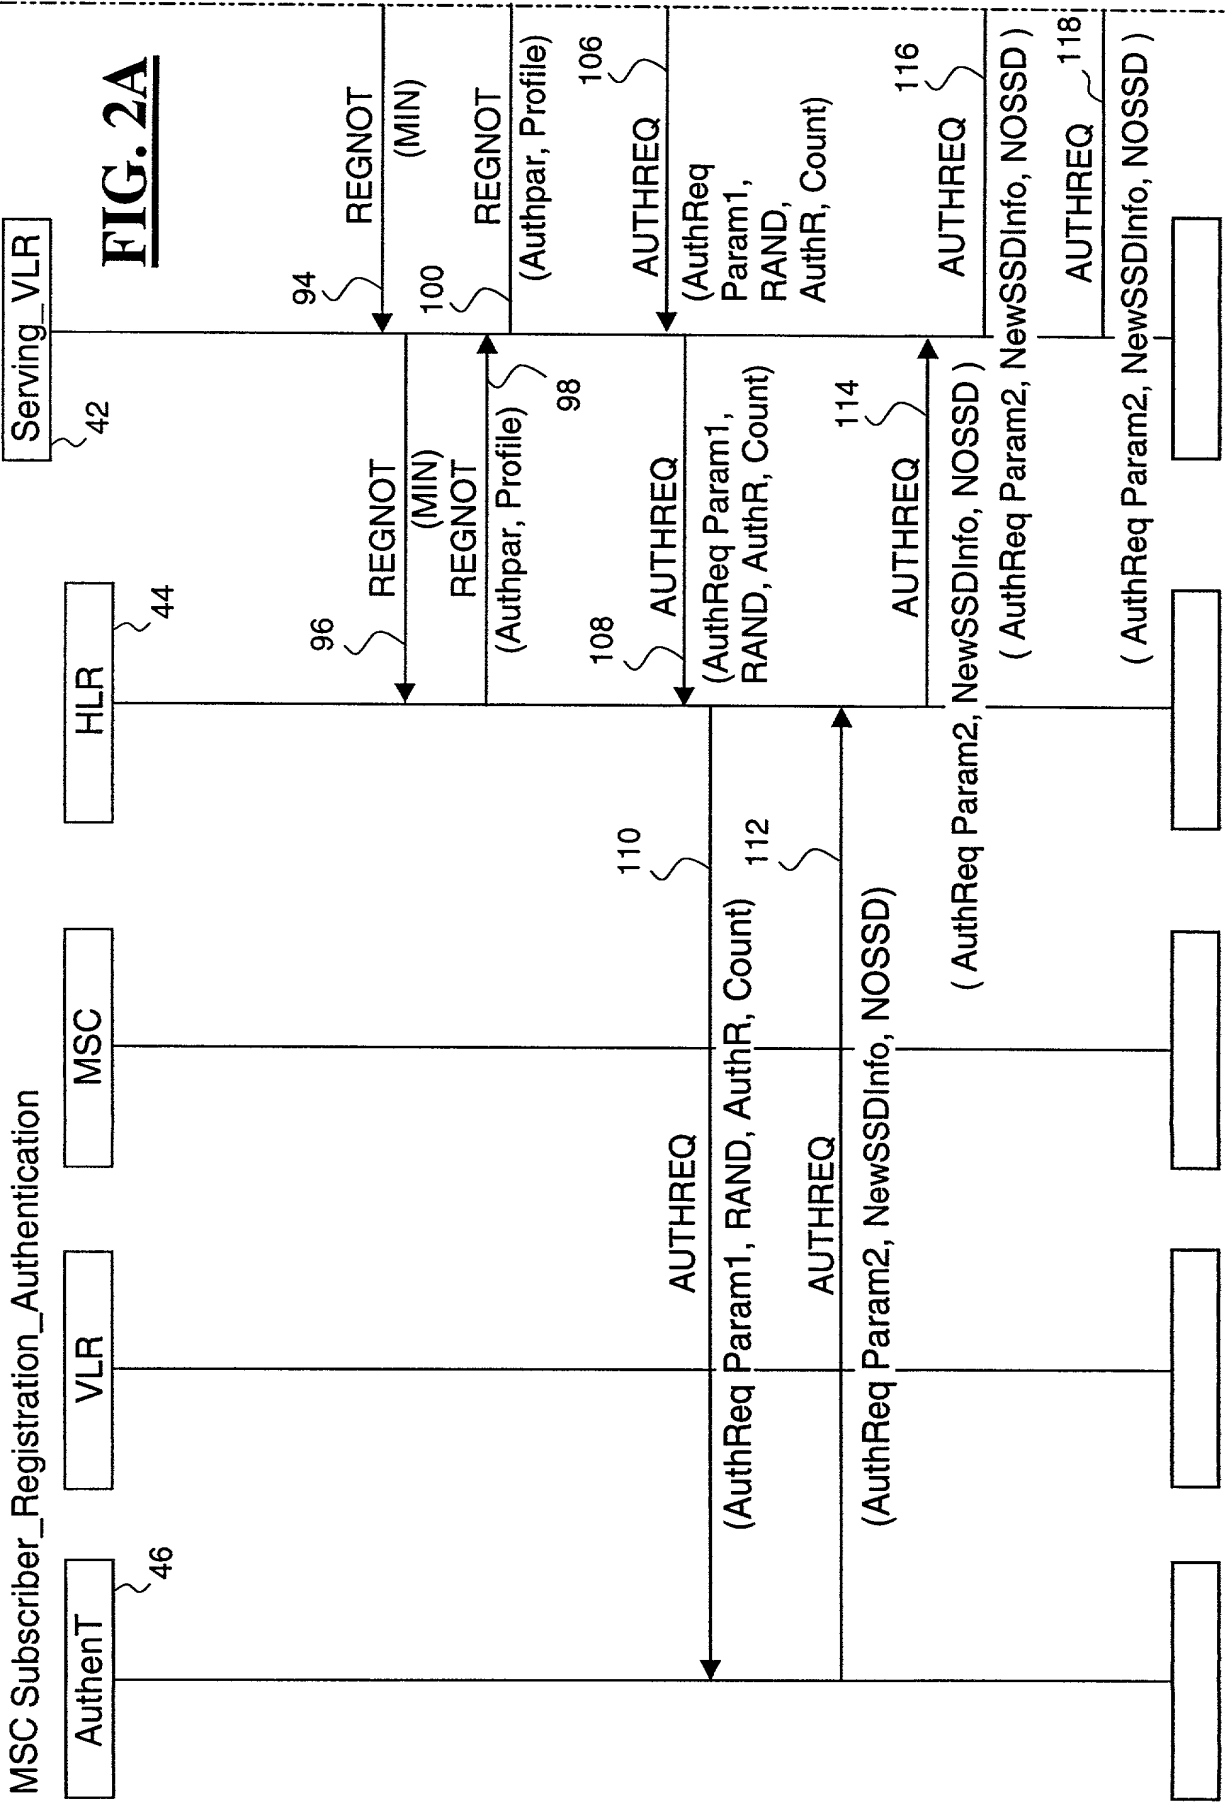 MSC Subscriber_Registration_Authentication
FIG. 2A
AuthenT
46
VLR
MSC
HLR
44
Serving_VLR
42
94
REGNOT
(MIN)
96
REGNOT
(MIN)
REGNOT
(Authpar, Profile)
98
100
REGNOT
(Authpar, Profile)
106
AUTHREQ
(AuthReq
Param1,
RAND,
AuthR, Count)
108
AUTHREQ
(AuthReq Param1,
RAND, AuthR, Count)
110
AUTHREQ
(AuthReq Param1, RAND, AuthR, Count)
112
AUTHREQ
(AuthReq Param2, NewSSDInfo, NOSSD)
114
AUTHREQ
( AuthReq Param2, NewSSDInfo, NOSSD )
116
AUTHREQ
( AuthReq Param2, NewSSDInfo, NOSSD )
118
AUTHREQ
( AuthReq Param2, NewSSDInfo, NOSSD )